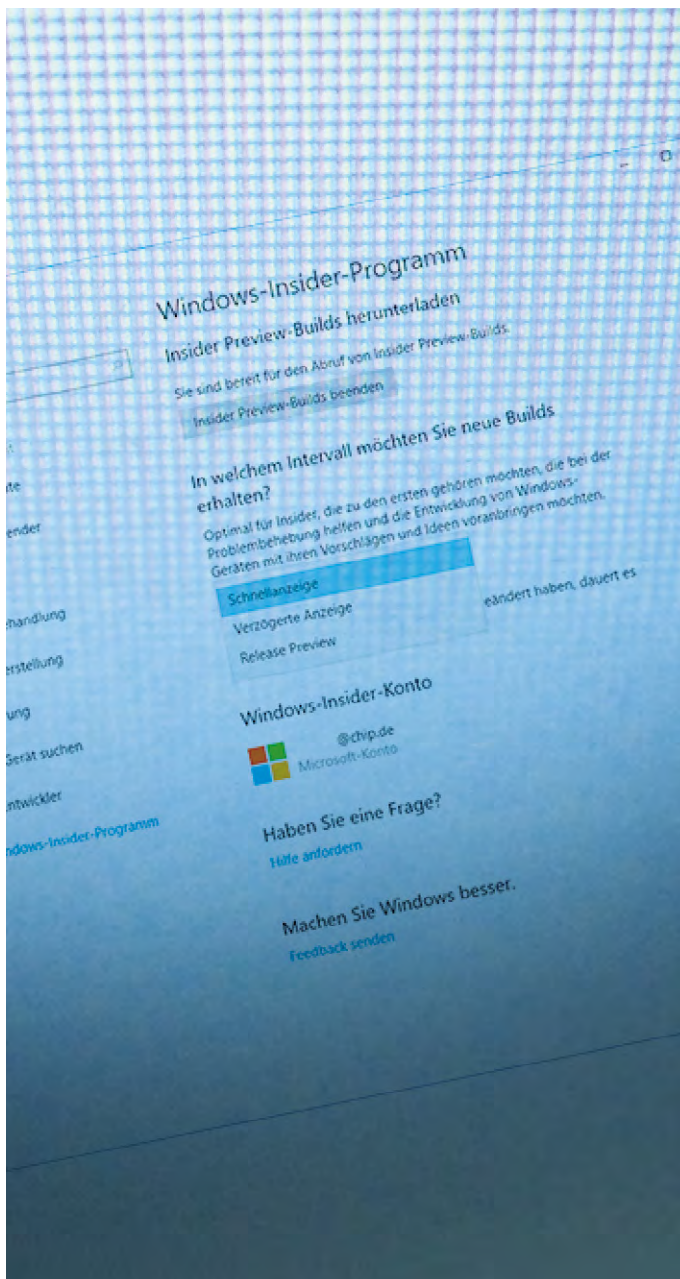 Windows-Insider-Programm
Insider Preview-Builds herunterladen
Sie sind bereit für den Abruf von Insider Preview-Builds.
Insider Preview-Builds beenden
In welchem Intervall möchten Sie neue Builds
erhalten?
Optimal für Insider, die zu den ersten gehören möchten, die bei der
Problembehebung helfen und die Entwicklung von Windows-
Geräten mit ihren Vorschlägen und Ideen voranbringen möchten.
Schnellanzeige
Verzögerte Anzeige
Release Preview
eändert haben, dauert es
Windows-Insider-Konto
@chip.de
Microsoft-Konto
Haben Sie eine Frage?
Hilfe anfordern
Machen Sie Windows besser.
Feedback senden
ite
ender
ehandlung
erstellung
ung
Gerät suchen
ntwickler
ndows-Insider-Programm